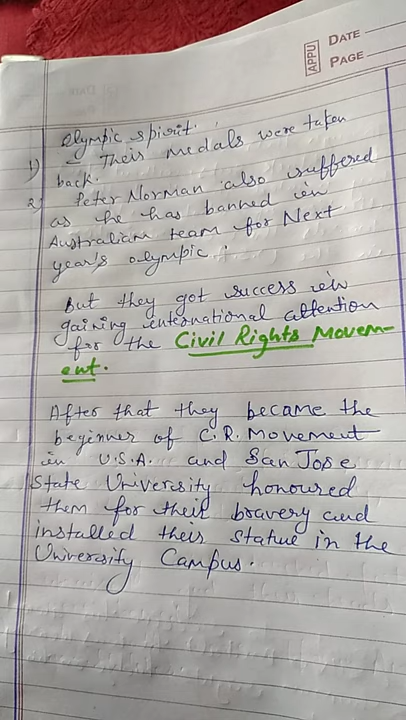 APPU
DATE
PAGE
Olympic spirit.
1) Their medals were taken
back.
2) Peter Norman also suffered
as he has banned in
Australian team for Next
year's olympic.
But they got success in
gaining international attention
for the Civil Rights Movem-
ent.
After that they became the
beginner of C.R. Movement
in U.S.A. and San Jose
State University honoured
them for their bravery and
installed their statue in the
University Campus.